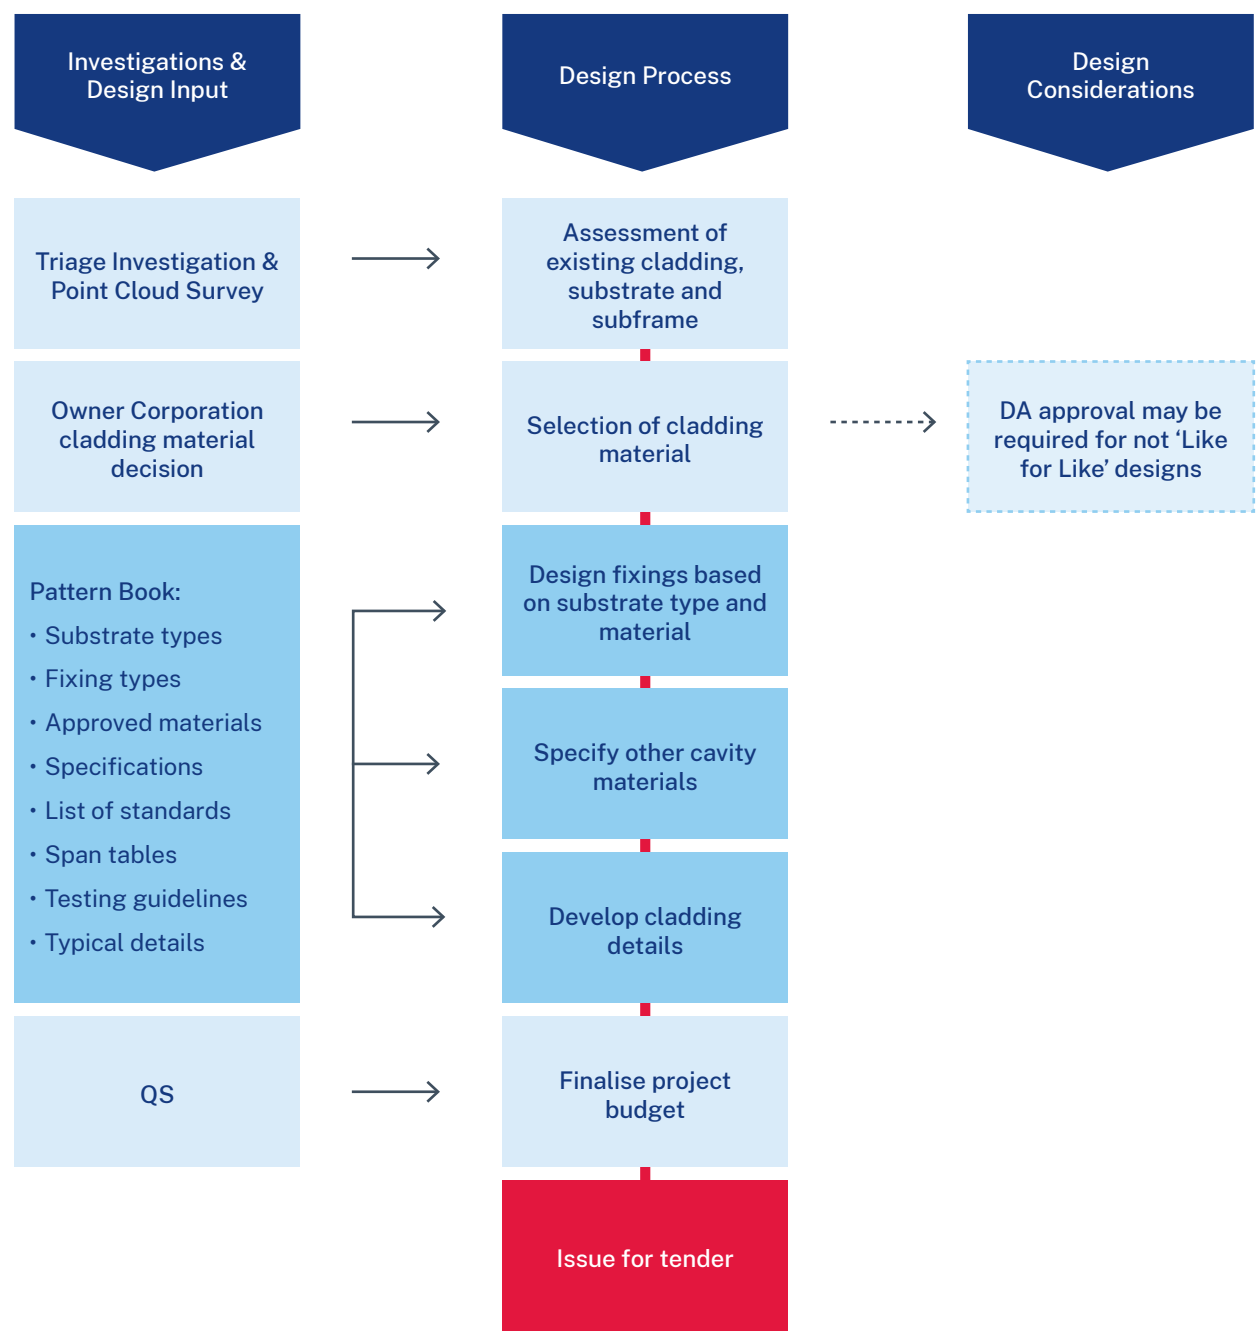 Investigations &
Design Input
Design Process
Design
Considerations
Triage Investigation &
Point Cloud Survey
Assessment of
existing cladding,
substrate and
subframe
Owner Corporation
cladding material
decision
Selection of cladding
material
DA approval may be
required for not ‘Like
for Like’ designs
Pattern Book:
• Substrate types
• Fixing types
• Approved materials
• Specifications
• List of standards
• Span tables
• Testing guidelines
• Typical details
Design fixings based
on substrate type and
material
Specify other cavity
materials
Develop cladding
details
QS
Finalise project
budget
Issue for tender